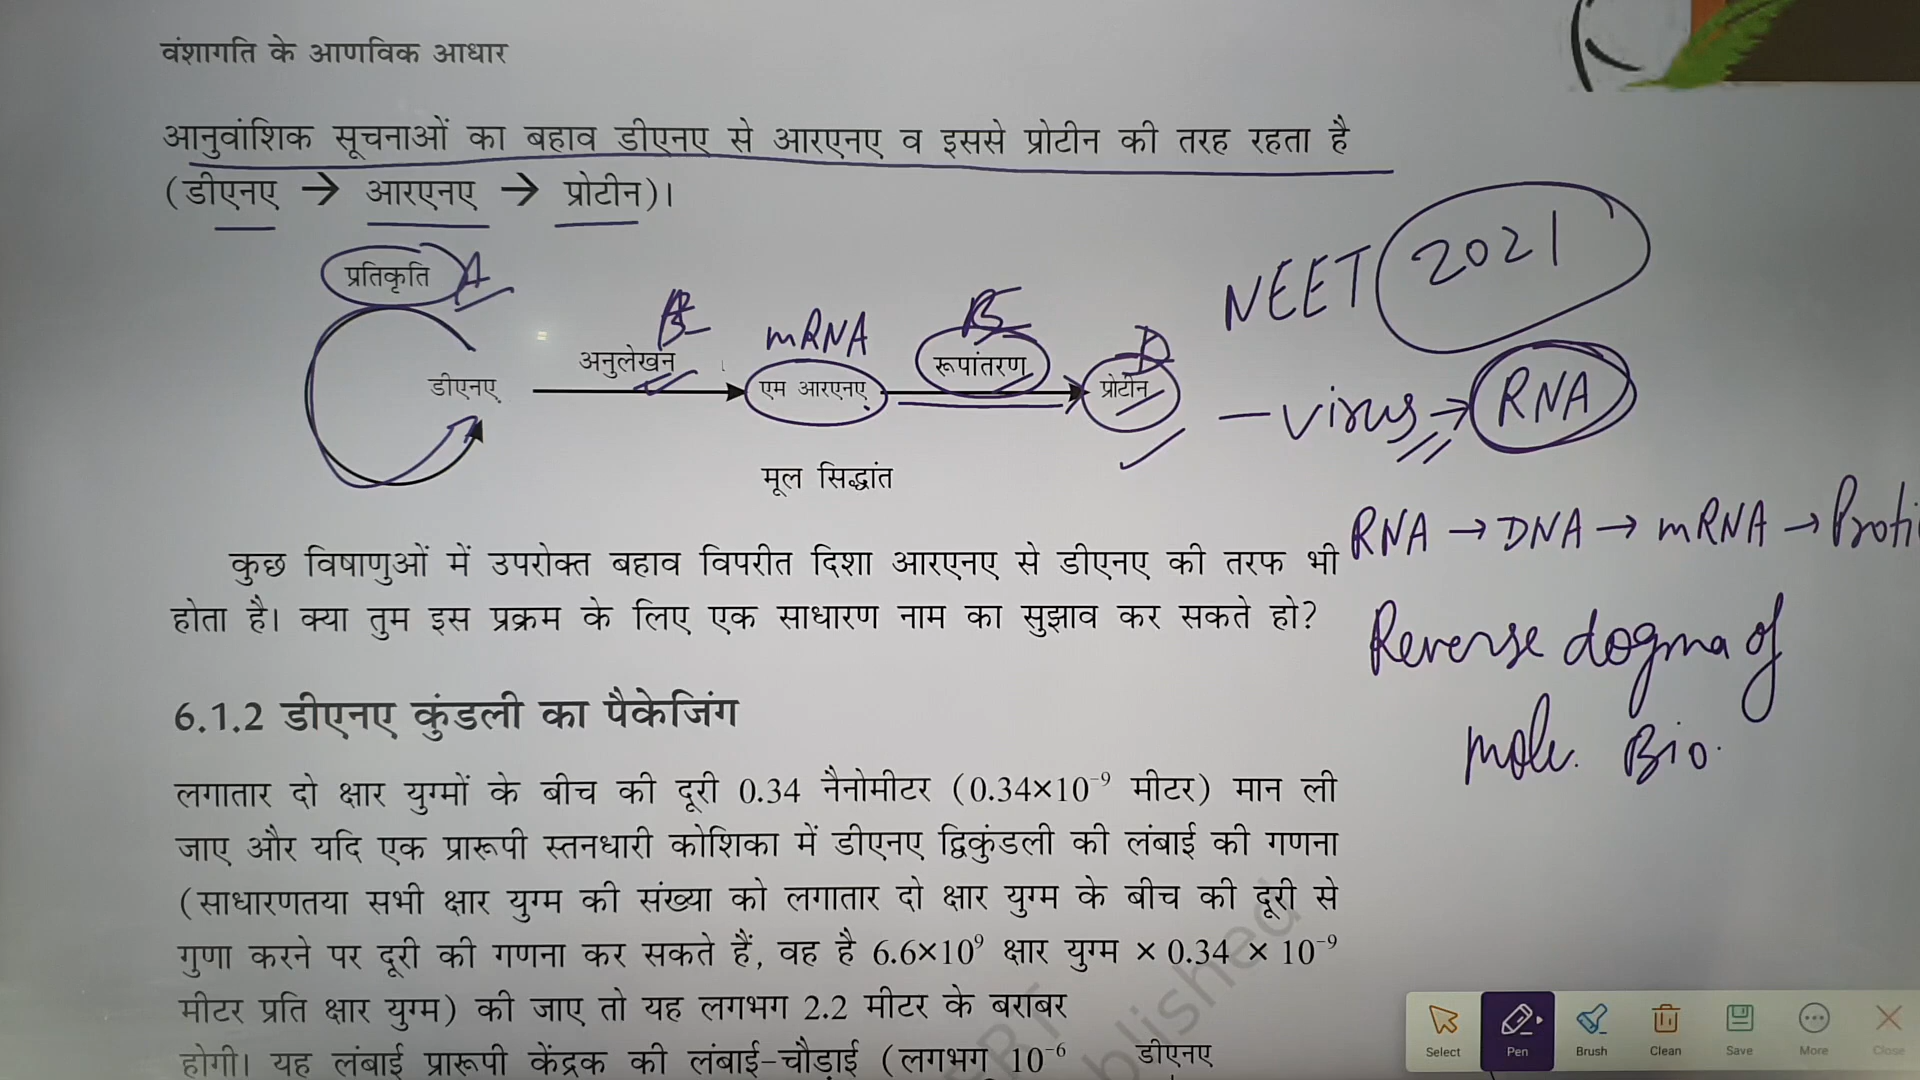 वंशागति के आणविक आधार
आनुवांशिक सूचनाओं का बहाव डीएनए से आरएनए व इससे प्रोटीन की तरह रहता है
(डीएनए → आरएनए → प्रोटीन)।
प्रतिकृति A
डीएनए
अनुलेखन B
mRNA
एम आरएनए
रूपांतरण
प्रोटीन D
मूल सिद्धांत
NEET 2021
– virus → RNA
RNA → DNA → mRNA → Proti
Reverse dogma of
mole. Bio.
कुछ विषाणुओं में उपरोक्त बहाव विपरीत दिशा आरएनए से डीएनए की तरफ भी
होता है। क्या तुम इस प्रक्रम के लिए एक साधारण नाम का सुझाव कर सकते हो?
6.1.2 डीएनए कुंडली का पैकेजिंग
लगातार दो क्षार युग्मों के बीच की दूरी 0.34 नैनोमीटर (0.34×10⁻⁹ मीटर) मान ली
जाए और यदि एक प्रारूपी स्तनधारी कोशिका में डीएनए द्विकुंडली की लंबाई की गणना
(साधारणतया सभी क्षार युग्म की संख्या को लगातार दो क्षार युग्म के बीच की दूरी से
गुणा करने पर दूरी की गणना कर सकते हैं, वह है 6.6×10⁹ क्षार युग्म × 0.34 × 10⁻⁹
मीटर प्रति क्षार युग्म) की जाए तो यह लगभग 2.2 मीटर के बराबर
होगी। यह लंबाई प्रारूपी केंद्रक की लंबाई-चौड़ाई (लगभग 10⁻⁶
डीएनए
blished
Select Pen Brush Clean Save More Close